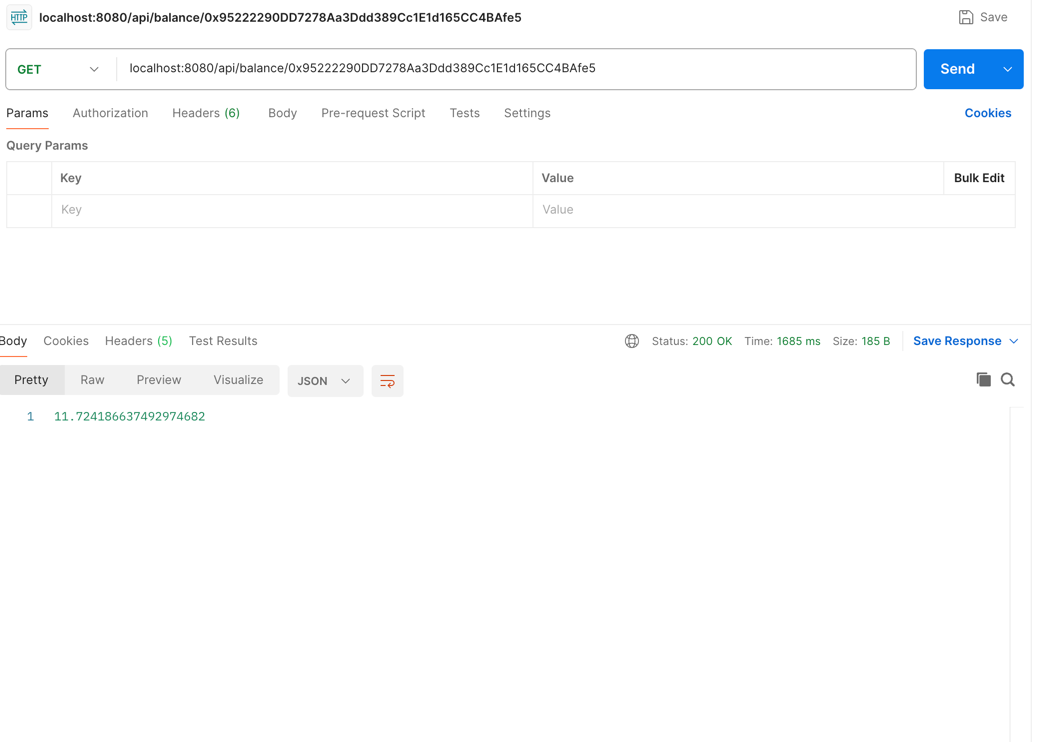 HTTP localhost:8080/api/balance/0x95222290DD7278Aa3Ddd389Cc1E1d165CC4BAfe5 Save
GET localhost:8080/api/balance/0x95222290DD7278Aa3Ddd389Cc1E1d165CC4BAfe5 Send
Params Authorization Headers (6) Body Pre-request Script Tests Settings Cookies
Query Params
Key Value Bulk Edit
Key Value
Body Cookies Headers (5) Test Results Status: 200 OK Time: 1685 ms Size: 185 B Save Response
Pretty Raw Preview Visualize JSON
1 11.724186637492974682